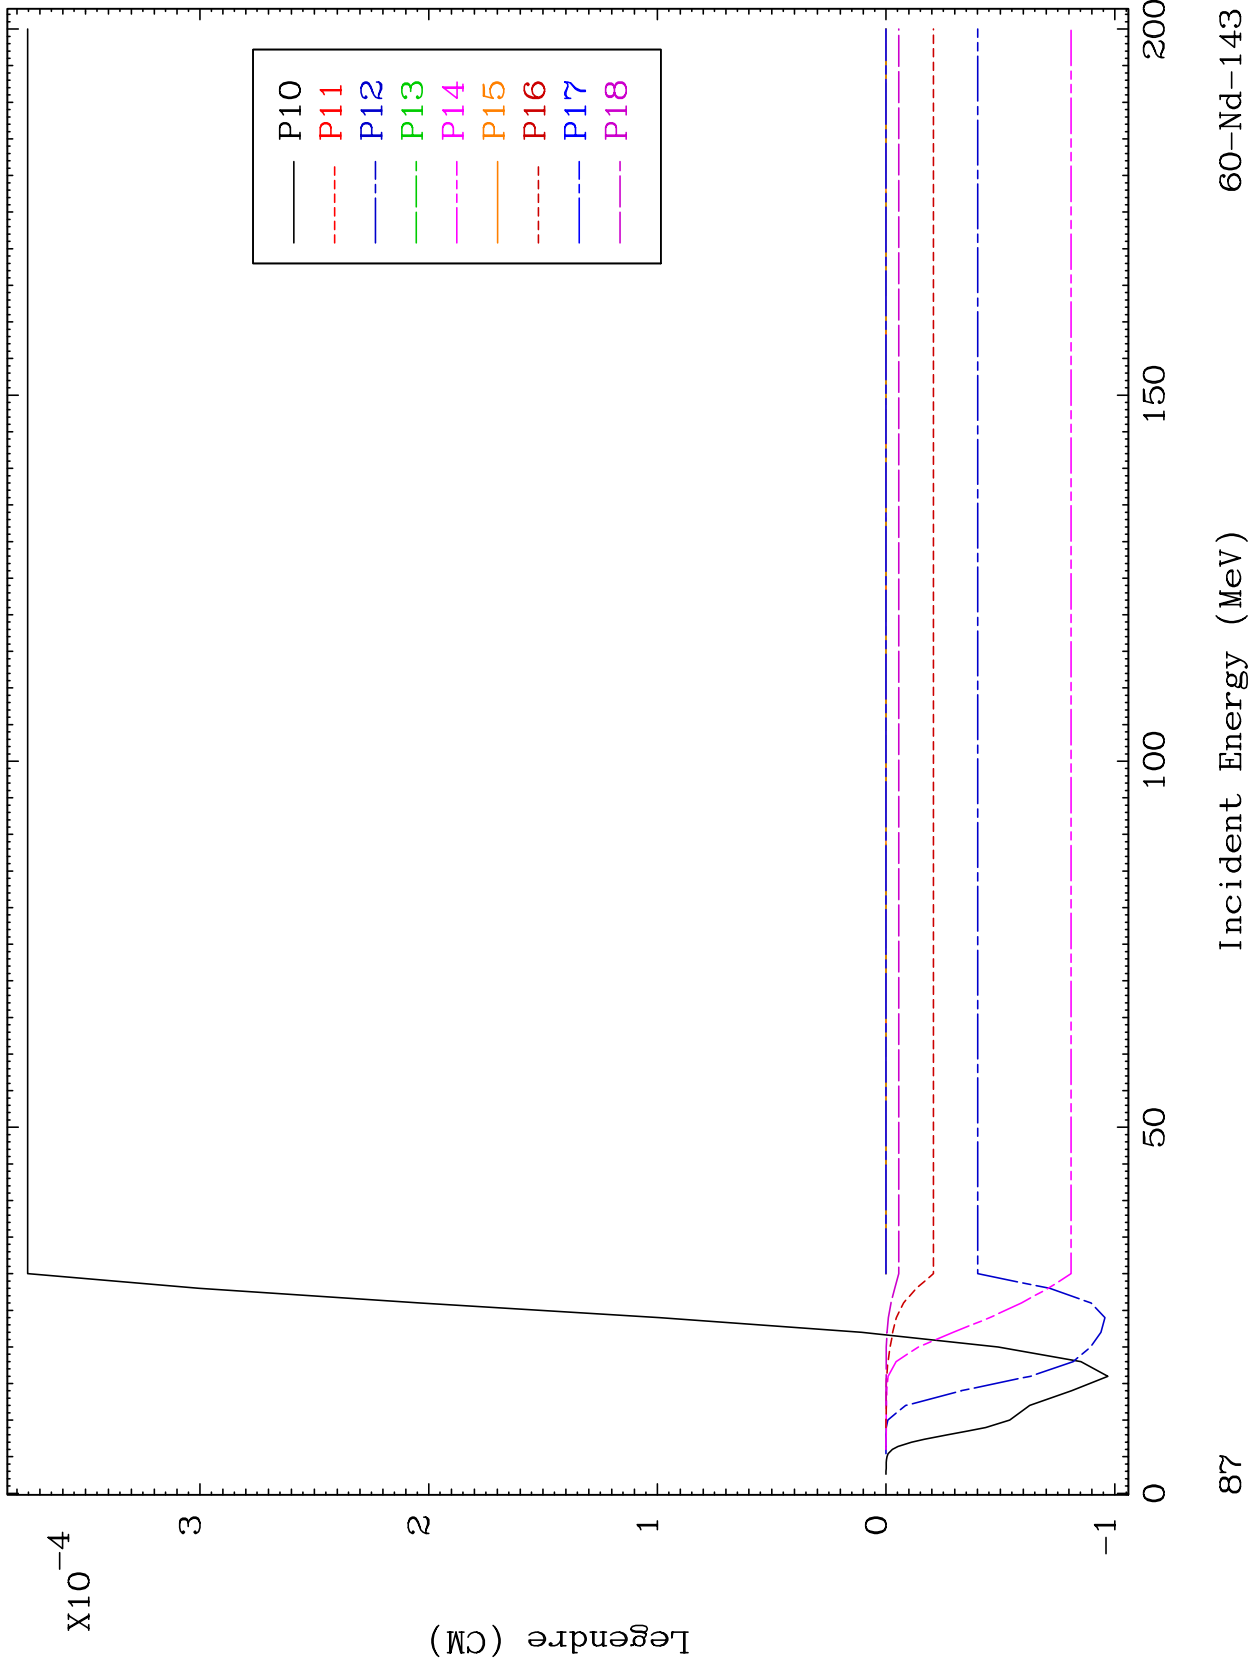 X10-4
Legendre (CM)
3
2
1
0
-1
P10
P11
P12
P13
P14
P15
P16
P17
P18
0
50
100
150
200
87
Incident Energy (MeV)
60-Nd-143